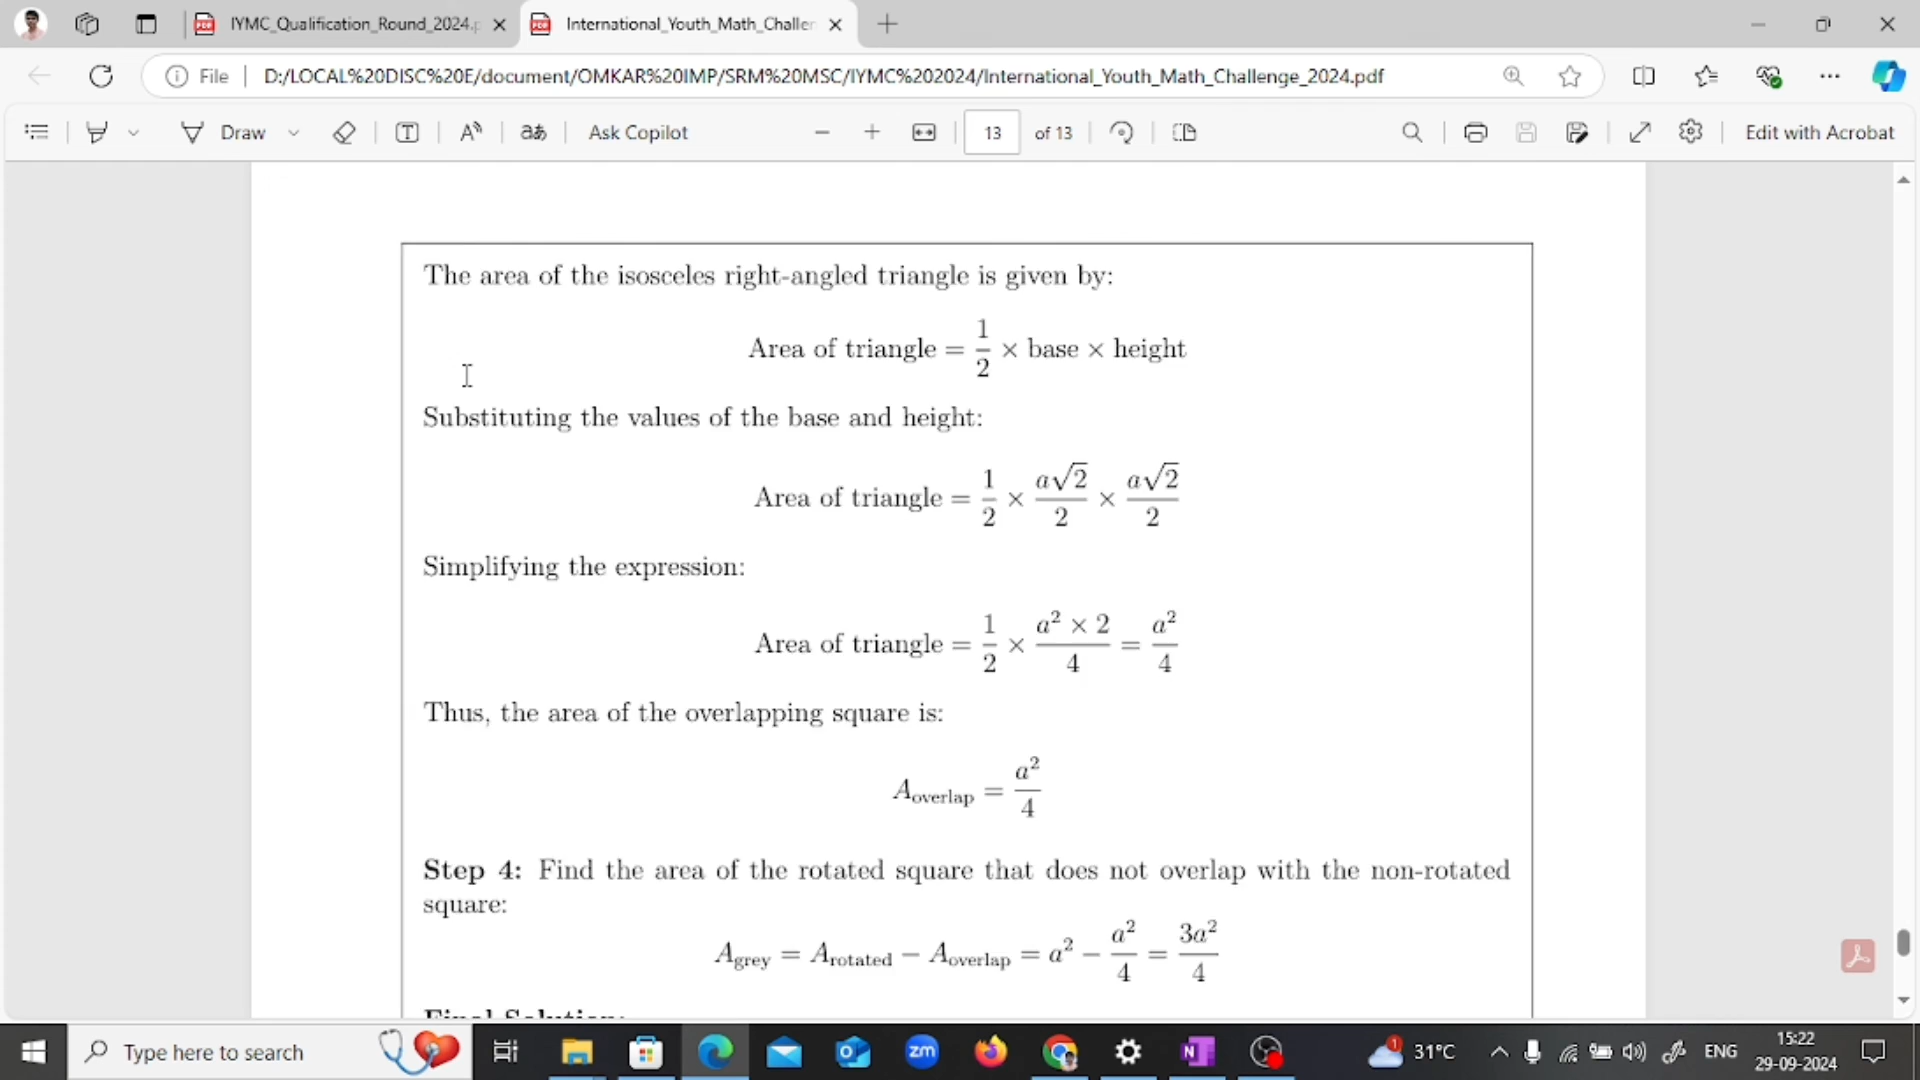 IYMC_Qualification_Round_2024.p
International_Youth_Math_Challer
File
D:/LOCAL%20DISC%20E/document/OMKAR%20IMP/SRM%20MSC/IYMC%202024/International_Youth_Math_Challenge_2024.pdf
Draw
Ask Copilot
13 of 13
Edit with Acrobat
The area of the isosceles right-angled triangle is given by:
Area of triangle = 1/2 × base × height
Substituting the values of the base and height:
Area of triangle = 1/2 × a√2/2 × a√2/2
Simplifying the expression:
Area of triangle = 1/2 × a² × 2/4 = a²/4
Thus, the area of the overlapping square is:
A_overlap = a²/4
Step 4: Find the area of the rotated square that does not overlap with the non-rotated
square:
A_grey = A_rotated − A_overlap = a² − a²/4 = 3a²/4
Final Solution:
Type here to search
zm
N
1
31°C
ENG
15:22
29-09-2024